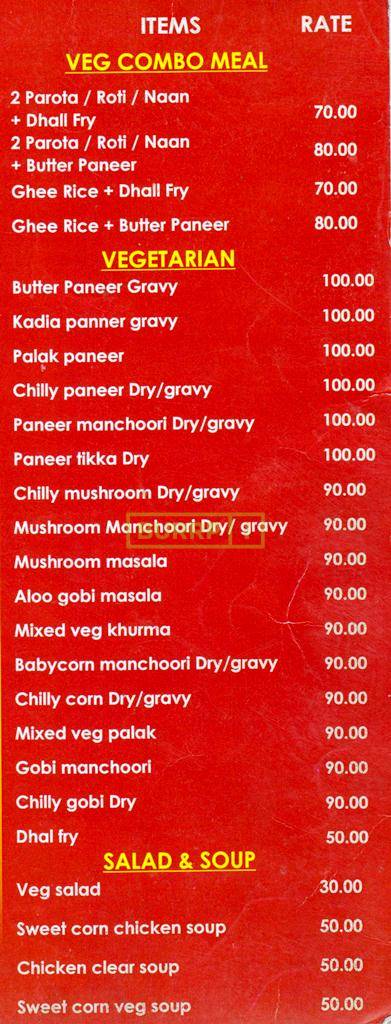 ITEMS RATE
VEG COMBO MEAL
2 Parota / Roti / Naan
+ Dhall Fry 70.00
2 Parota / Roti / Naan 80.00
+ Butter Paneer
Ghee Rice + Dhall Fry 70.00
Ghee Rice + Butter Paneer 80.00
VEGETARIAN
Butter Paneer Gravy 100.00
Kadia panner gravy 100.00
Palak paneer 100.00
Chilly paneer Dry/gravy 100.00
Paneer manchoori Dry/gravy 100.00
Paneer tikka Dry 100.00
Chilly mushroom Dry/gravy 90.00
Mushroom Manchoori Dry/ gravy 90.00
Mushroom masala 90.00
Aloo gobi masala 90.00
Mixed veg khurma 90.00
Babycorn manchoori Dry/gravy 90.00
Chilly corn Dry/gravy 90.00
Mixed veg palak 90.00
Gobi manchoori 90.00
Chilly gobi Dry 90.00
Dhal fry 50.00
SALAD & SOUP
Veg salad 30.00
Sweet corn chicken soup 50.00
Chicken clear soup 50.00
Sweet corn veg soup 50.00